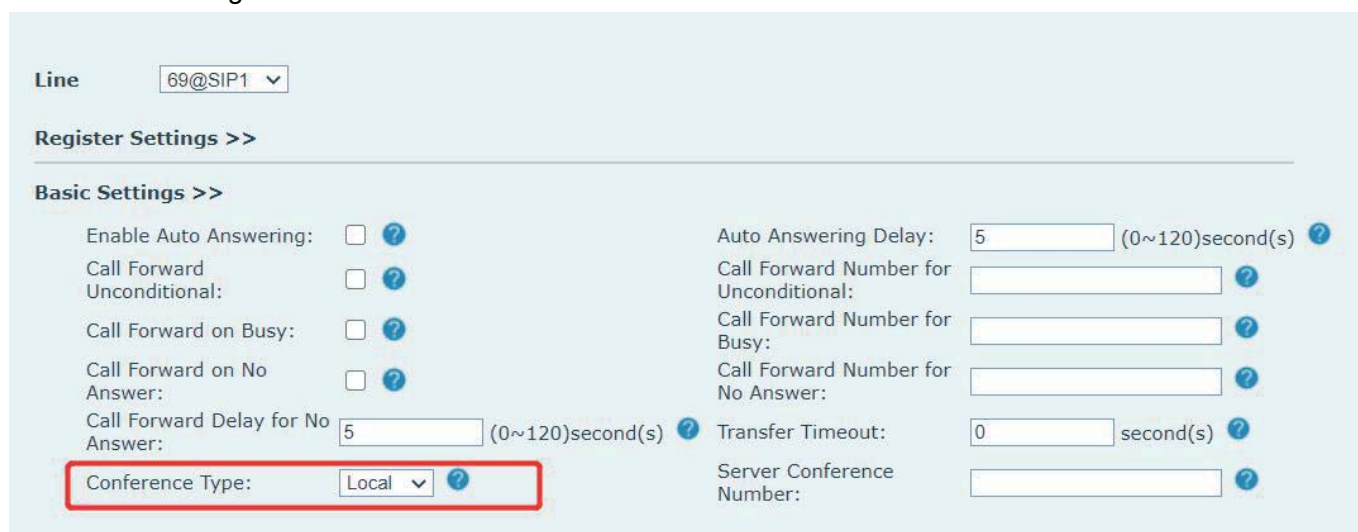 Line 69@SIP1
Register Settings >>
Basic Settings >>
Enable Auto Answering: ? Auto Answering Delay: 5 (0~120)second(s) ?
Call Forward
Unconditional: ? Call Forward Number for
Unconditional: ?
Call Forward on Busy: ? Call Forward Number for
Busy: ?
Call Forward on No
Answer: ? Call Forward Number for
No Answer: ?
Call Forward Delay for No
Answer: 5 (0~120)second(s) ? Transfer Timeout: 0 second(s) ?
Conference Type: Local ? Server Conference
Number: ?